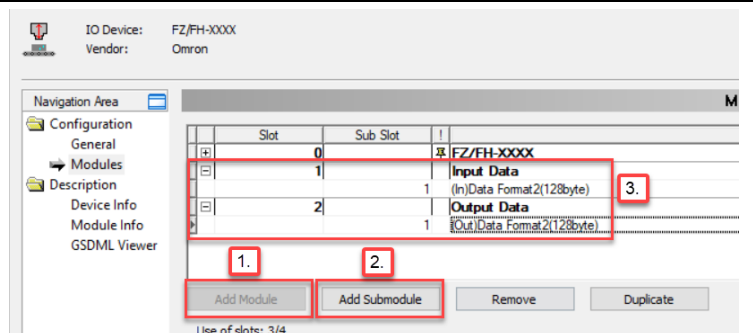 IO Device: FZ/FH-XXXX
Vendor: Omron
Navigation Area
M
Configuration
General
Modules
Description
Device Info
Module Info
GSDML Viewer
Slot Sub Slot !
0 FZ/FH-XXXX
1 Input Data
1 (In)Data Format2(128byte)
2 Output Data
1 (Out)Data Format2(128byte)
3.
1. 2.
Add Module Add Submodule Remove Duplicate
Use of slots: 3/4